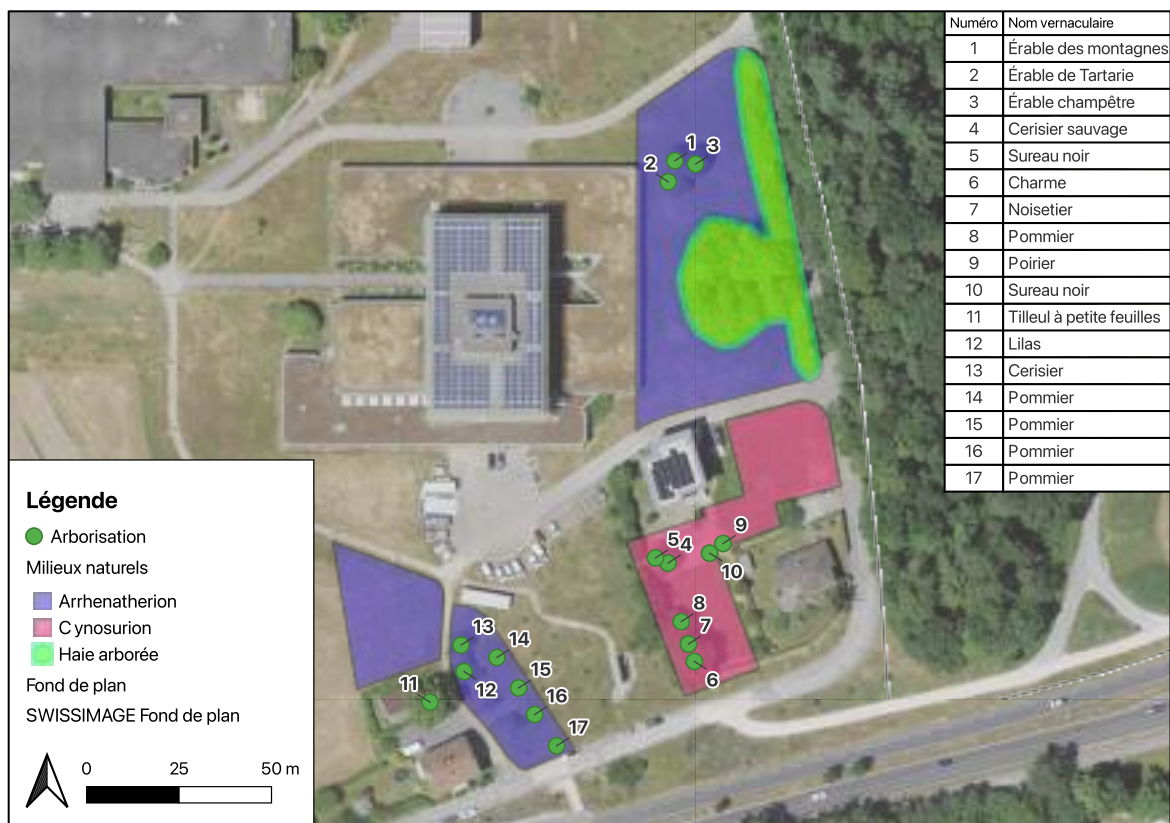 Numéro Nom vernaculaire
1 Érable des montagnes
2 Érable de Tartarie
3 Érable champêtre
4 Cerisier sauvage
5 Sureau noir
6 Charme
7 Noisetier
8 Pommier
9 Poirier
10 Sureau noir
11 Tilleul à petite feuilles
12 Lilas
13 Cerisier
14 Pommier
15 Pommier
16 Pommier
17 Pommier
1
3
2
9
5
4
10
8
7
6
13
14
15
12
11
16
17
Légende
Arborisation
Milieux naturels
Arrhenatherion
Cynosurion
Haie arborée
Fond de plan
SWISSIMAGE Fond de plan
0 25 50 m